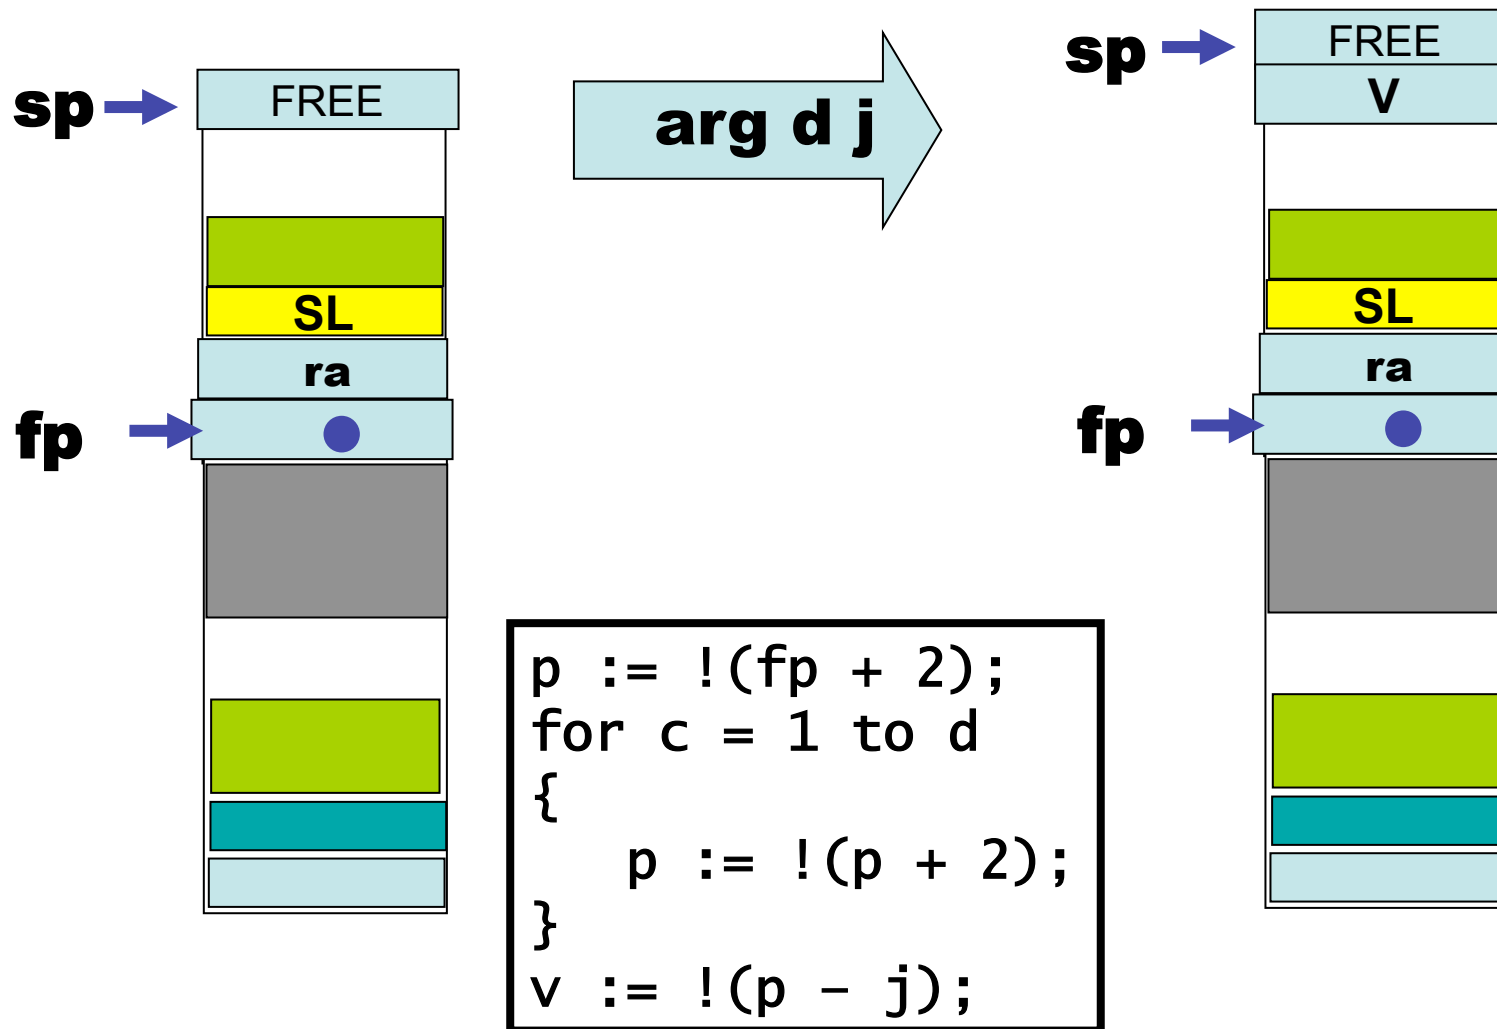 sp
FREE
SL
ra
fp
arg d j
sp
FREE
V
SL
ra
fp
p := !(fp + 2);
for c = 1 to d
{
p := !(p + 2);
}
v := !(p – j);